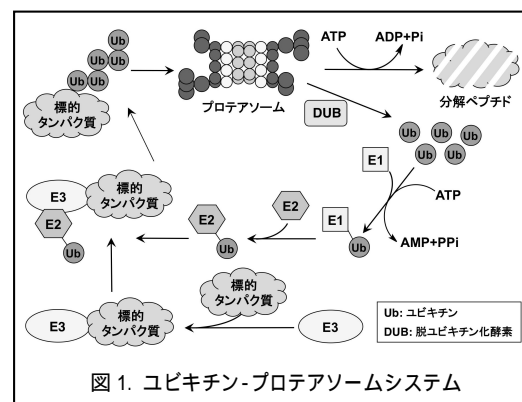 Ub
Ub
Ub Ub
Ub Ub
標的
タンパク質
プロテアソーム
ATP
ADP+Pi
DUB
分解ペプチド
Ub Ub Ub
Ub Ub
E1
ATP
AMP+PPi
E1
Ub
E2
E2
Ub
E3
標的
タンパク質
E2
Ub
標的
タンパク質
E3
標的
タンパク質
E3
Ub: ユビキチン
DUB: 脱ユビキチン化酵素
図 1. ユビキチン-プロテアソームシステム